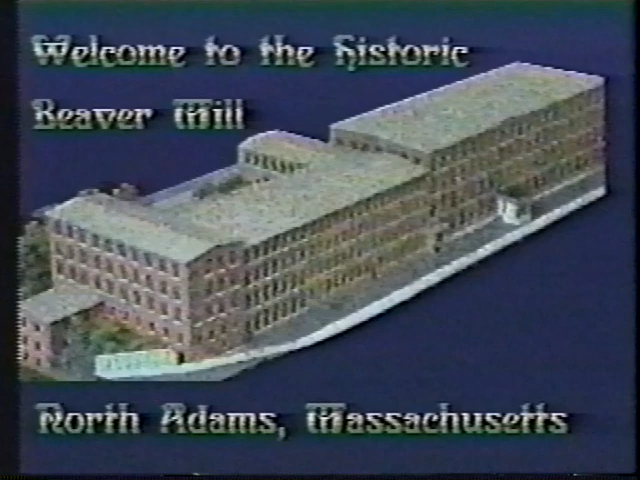 Welcome to the historic
Beaver Mill
North Adams, Massachusetts